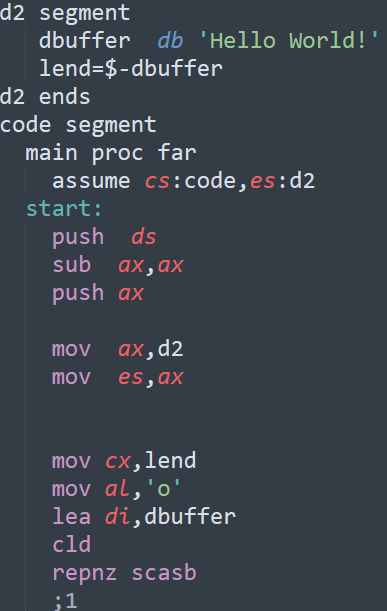 d2 segment
dbuffer db 'Hello World!'
lend=$-dbuffer
d2 ends
code segment
main proc far
assume cs:code,es:d2
start:
push ds
sub ax,ax
push ax
mov ax,d2
mov es,ax
mov cx,lend
mov al,'o'
lea di,dbuffer
cld
repnz scasb
;1